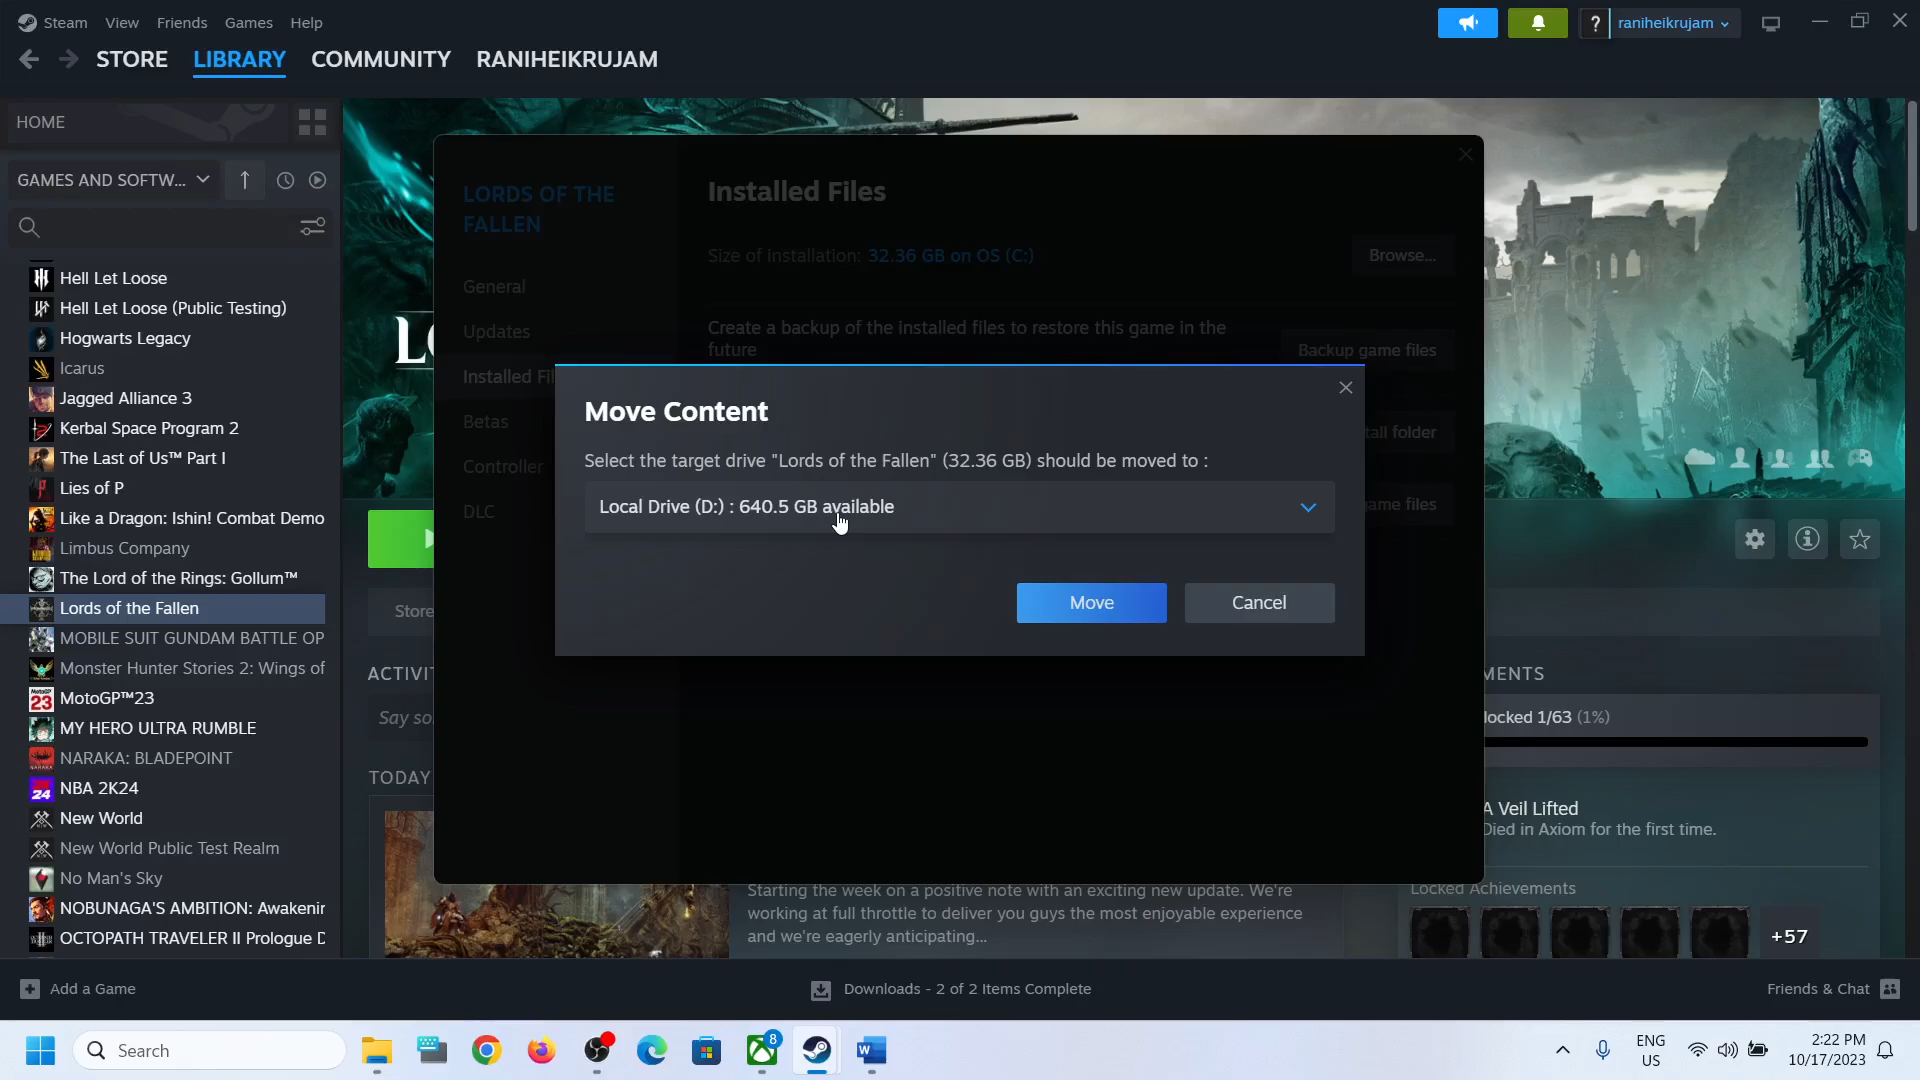 Steam View Friends Games Help
raniheikrujam
STORE LIBRARY COMMUNITY RANIHEIKRUJAM
HOME
GAMES AND SOFTW...
Hell Let Loose
Hell Let Loose (Public Testing)
Hogwarts Legacy
Icarus
Jagged Alliance 3
Kerbal Space Program 2
The Last of Us™ Part I
Lies of P
Like a Dragon: Ishin! Combat Demo
Limbus Company
The Lord of the Rings: Gollum™
Lords of the Fallen
MOBILE SUIT GUNDAM BATTLE OP
Monster Hunter Stories 2: Wings of
MotoGP™23
MY HERO ULTRA RUMBLE
NARAKA: BLADEPOINT
NBA 2K24
New World
New World Public Test Realm
No Man's Sky
NOBUNAGA'S AMBITION: Awakenir
OCTOPATH TRAVELER II Prologue D
LORDS OF THE
FALLEN
General
Updates
Installed Fil
Betas
Controller
DLC
Installed Files
Size of installation: 32.36 GB on OS (C:)
Browse...
Create a backup of the installed files to restore this game in the
future
Backup game files
tall folder
game files
Move Content
Select the target drive "Lords of the Fallen" (32.36 GB) should be moved to :
Local Drive (D:) : 640.5 GB available
Move Cancel
Store
ACTIVIT
Say so
TODAY
Starting the week on a positive note with an exciting new update. We're
working at full throttle to deliver you guys the most enjoyable experience
and we're eagerly anticipating...
MENTS
locked 1/63 (1%)
A Veil Lifted
Died in Axiom for the first time.
Locked Achievements
+57
Add a Game
Downloads - 2 of 2 Items Complete
Friends & Chat
Search
8
ENG
US
2:22 PM
10/17/2023